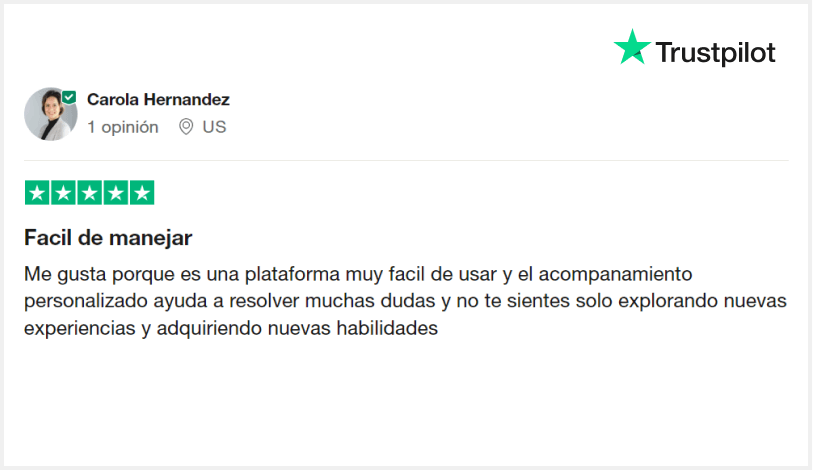 Trustpilot
Carola Hernandez
1 opinión US
Facil de manejar
Me gusta porque es una plataforma muy facil de usar y el acompanamiento
personalizado ayuda a resolver muchas dudas y no te sientes solo explorando nuevas
experiencias y adquiriendo nuevas habilidades